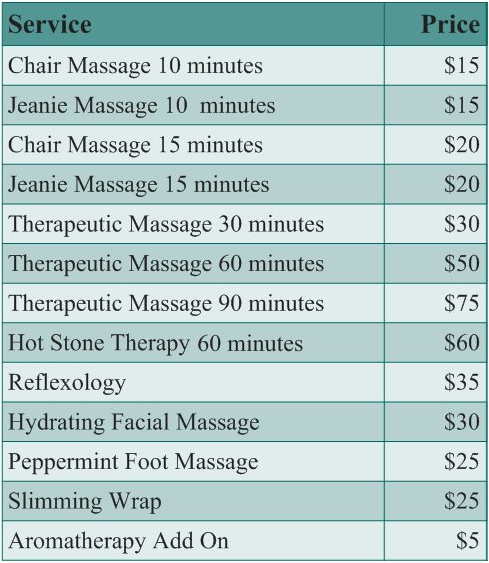 Service Price
Chair Massage 10 minutes $15
Jeanie Massage 10 minutes $15
Chair Massage 15 minutes $20
Jeanie Massage 15 minutes $20
Therapeutic Massage 30 minutes $30
Therapeutic Massage 60 minutes $50
Therapeutic Massage 90 minutes $75
Hot Stone Therapy 60 minutes $60
Reflexology $35
Hydrating Facial Massage $30
Peppermint Foot Massage $25
Slimming Wrap $25
Aromatherapy Add On $5